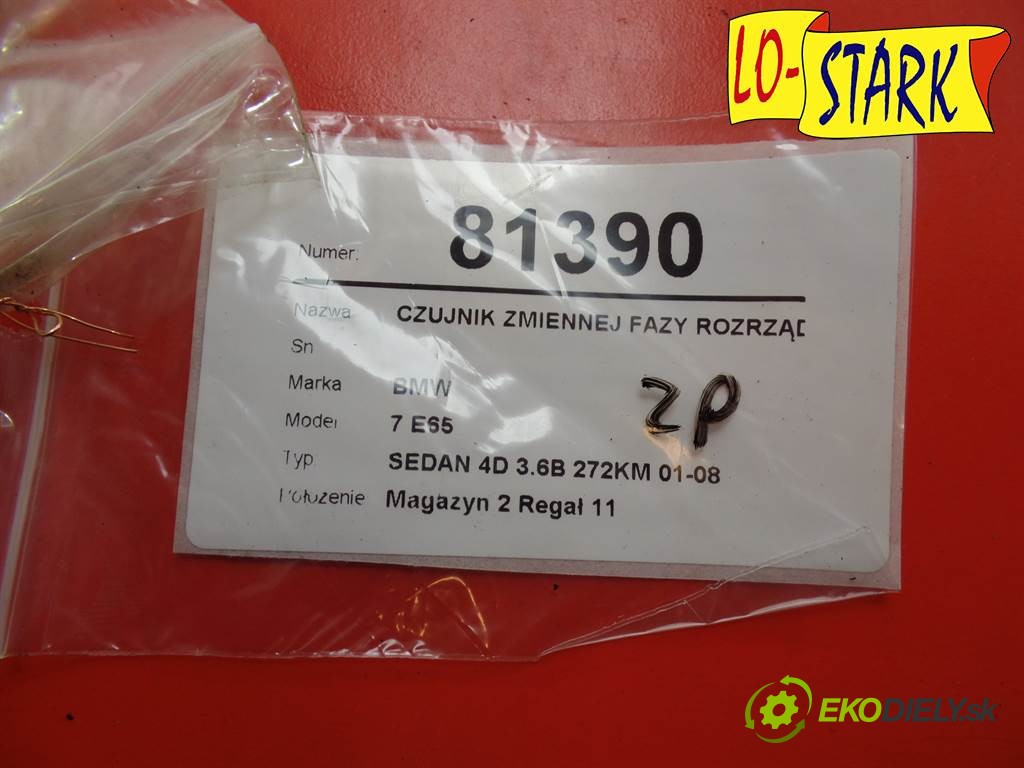 LO-STARK
Numer: 81390
Nazwa CZUJNIK ZMIENNEJ FAZY ROZRZĄD
Sn
Marka BMW
Model 7 E65
ZP
Typ SEDAN 4D 3.6B 272KM 01-08
Położenie Magazyn 2 Regał 11
EKODIELY.sk